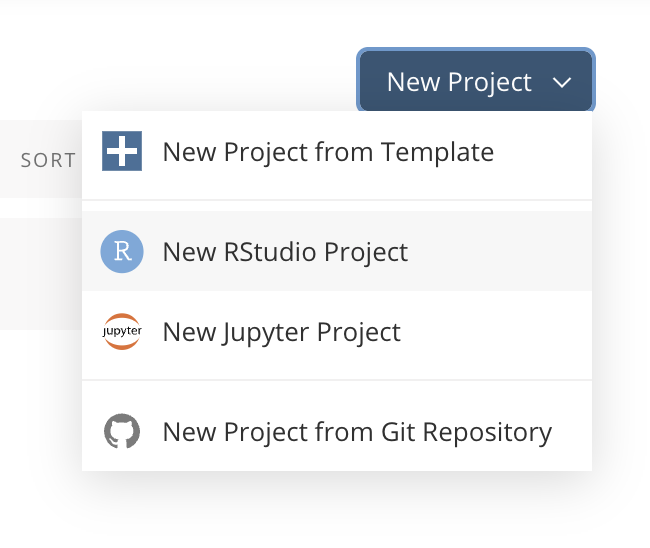 New Project
SORT
New Project from Template
R
New RStudio Project
jupyter
New Jupyter Project
New Project from Git Repository